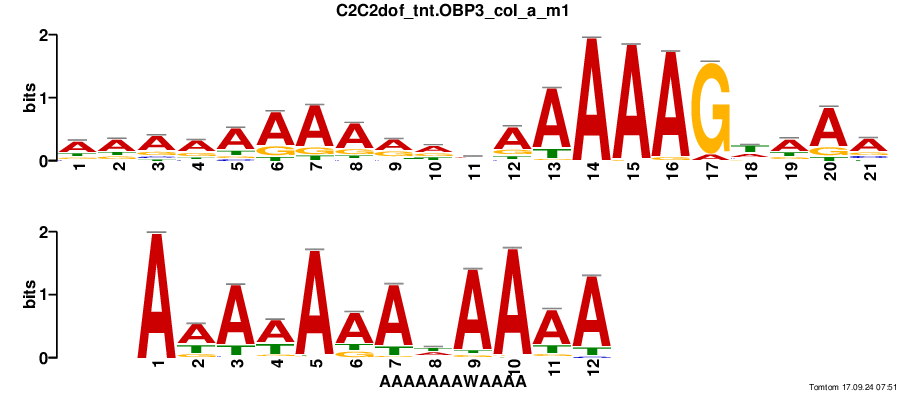 C2C2dof_tnt.OBP3_col_a_m1
2
bits
1
0
1 2 3 4 5 6 7 8 9 10 11 12 13 14 15 16 17 18 19 20 21
2
bits
1
0
1 2 3 4 5 6 7 8 9 10 11 12
AAAAAAAWAAAA
Tomtom 17.09.24 07:51